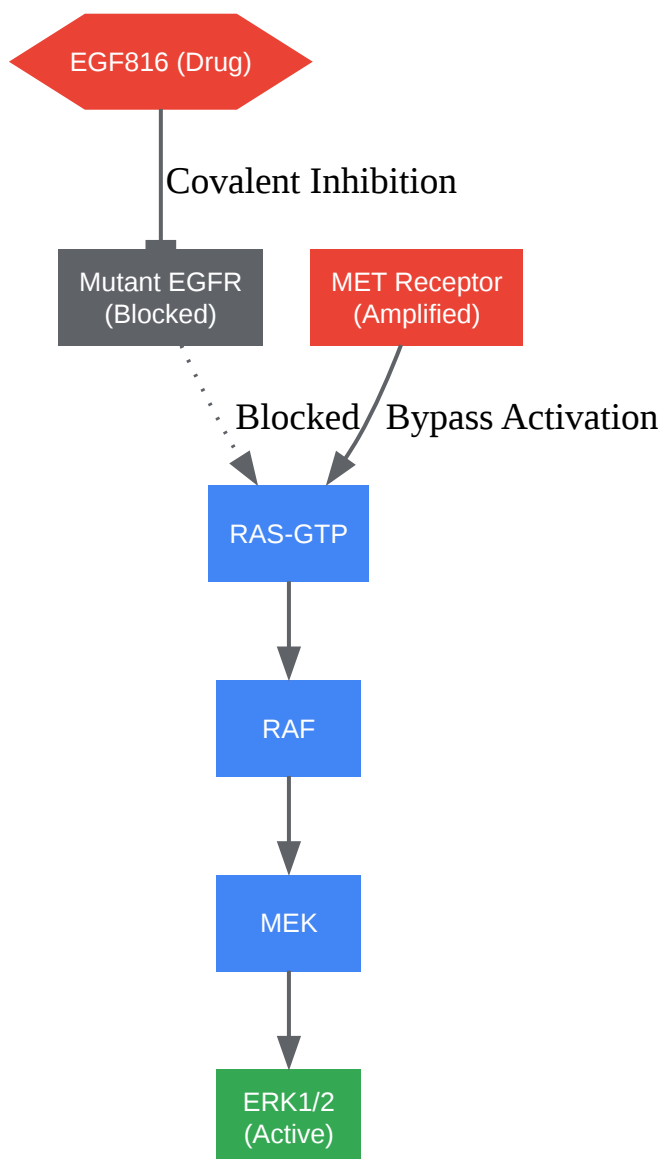 EGF816 (Drug)
Covalent Inhibition
Mutant EGFR
(Blocked)
MET Receptor
(Amplified)
Blocked
Bypass Activation
RAS-GTP
RAF
MEK
ERK1/2
(Active)